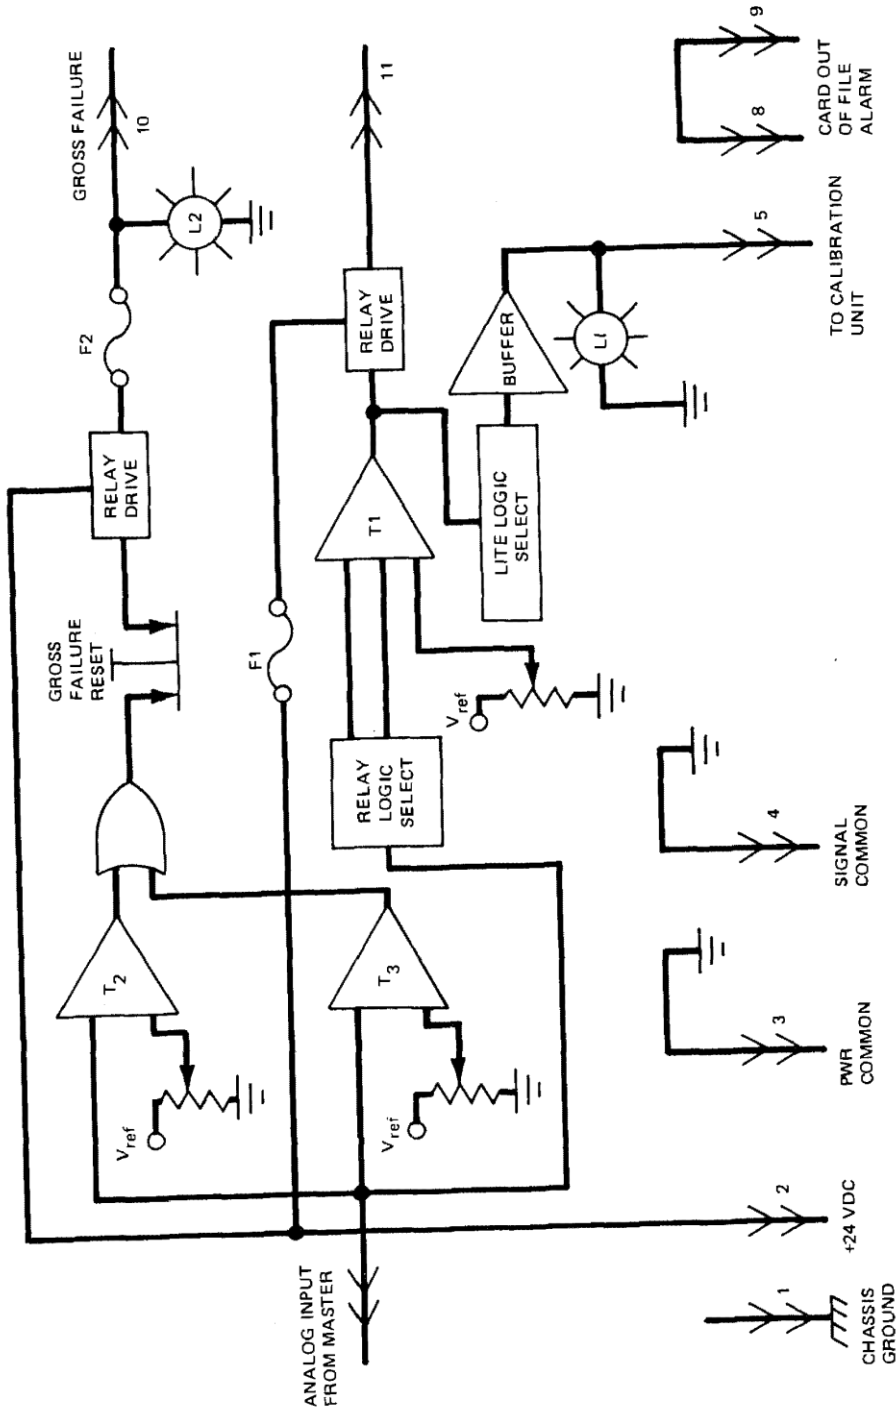 GROSS FAILURE
10
L2
F2
RELAY
DRIVE
GROSS
FAILURE
RESET
T2
Vref
11
RELAY
DRIVE
F1
T1
RELAY
LOGIC
SELECT
Vref
T3
Vref
ANALOG INPUT
FROM MASTER
BUFFER
LITE LOGIC
SELECT
L1
1
CHASSIS
GROUND
2
+24 VDC
3
PWR
COMMON
4
SIGNAL
COMMON
5
TO CALIBRATION
UNIT
8
9
CARD OUT
OF FILE
ALARM